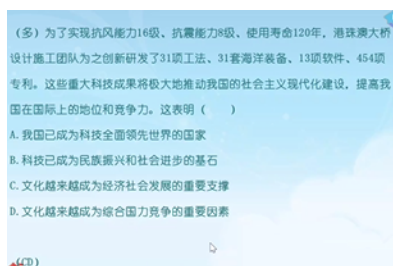 （多）为了实现抗风能力16级、抗震能力8级、使用寿命120年，港珠澳大桥
设计施工团队为之创新研发了31项工法、31套海洋装备、13项软件、454项
专利。这些重大科技成果将极大地推动我国的社会主义现代化建设，提高我
国在国际上的地位和竞争力。这表明（　　）
A.我国已成为科技全面领先世界的国家
B.科技已成为民族振兴和社会进步的基石
C.文化越来越成为经济社会发展的重要支撑
D.文化越来越成为综合国力竞争的重要因素
(CD)